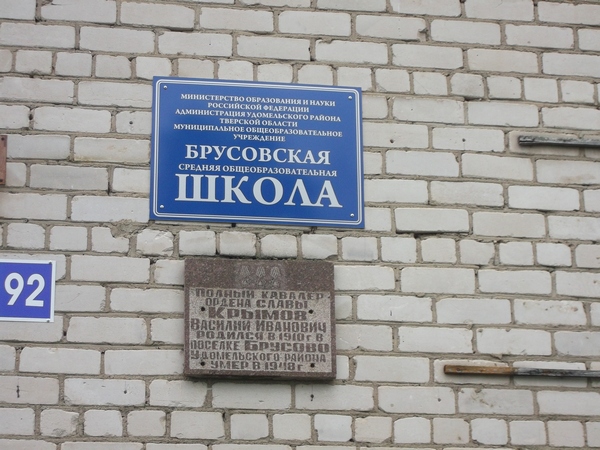 МИНИСТЕРСТВО ОБРАЗОВАНИЯ И НАУКИ
РОССИЙСКОЙ ФЕДЕРАЦИИ
АДМИНИСТРАЦИЯ УДОМЕЛЬСКОГО РАЙОНА
ТВЕРСКОЙ ОБЛАСТИ
МУНИЦИПАЛЬНОЕ ОБЩЕОБРАЗОВАТЕЛЬНОЕ
УЧРЕЖДЕНИЕ
БРУСОВСКАЯ
СРЕДНЯЯ ОБЩЕОБРАЗОВАТЕЛЬНАЯ
ШКОЛА
92
ПОЛНЫЙ КАВАЛЕР
ОРДЕНА СЛАВЫ
КРЫМОВ
ВАСИЛИЙ ИВАНОВИЧ
РОДИЛСЯ В 1910 Г В
ПОСЕЛКЕ БРУСОВО
УДОМЕЛЬСКОГО РАЙОНА
УМЕР В 1948 Г